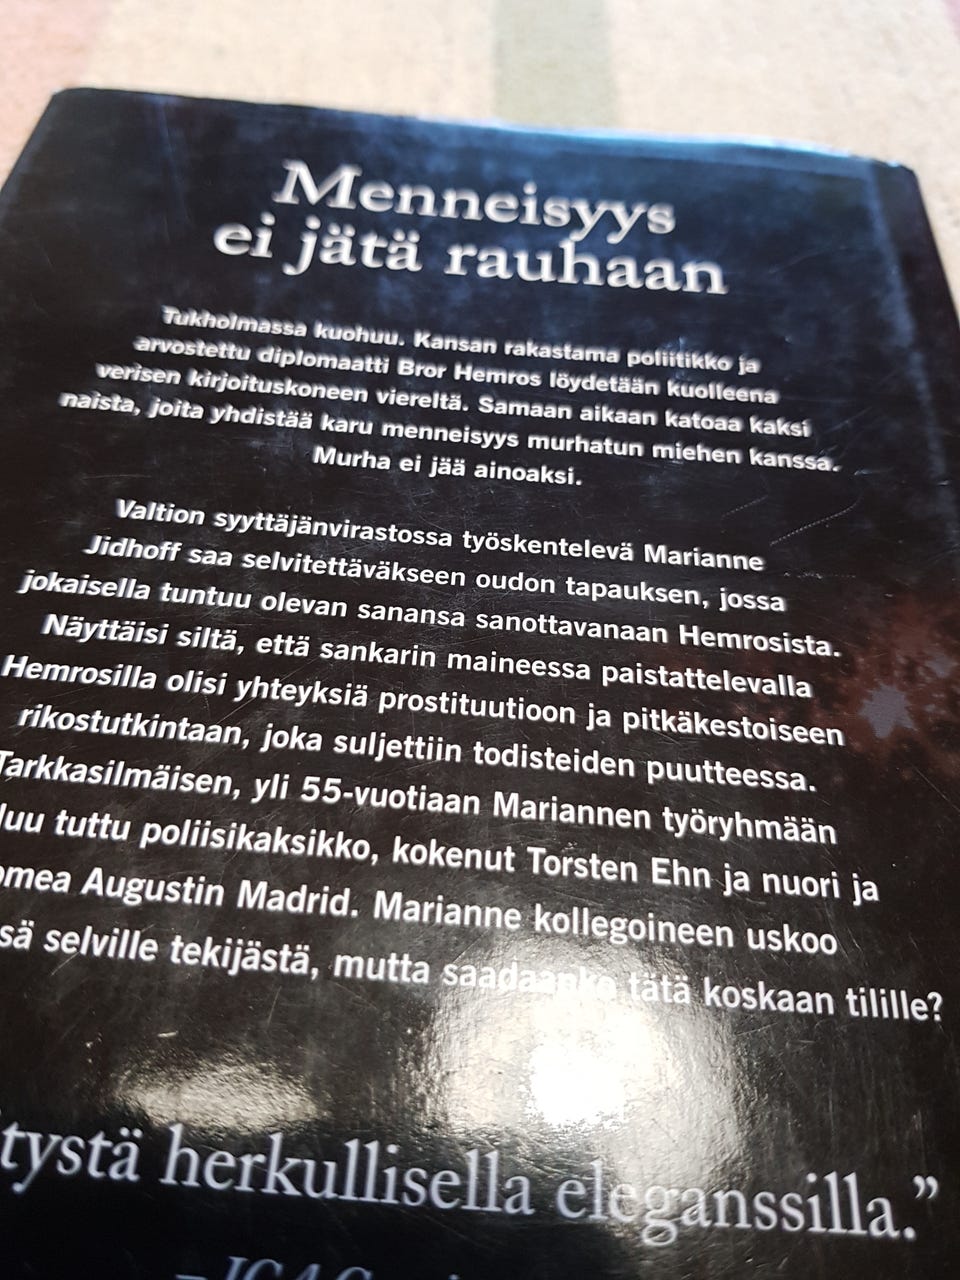 Menneisyys
ei jätä rauhaan
Tukholmassa kuohuu. Kansan rakastama poliitikko ja
arvostettu diplomaatti Bror Hemros löydetään kuolleena
verisen kirjoituskoneen viereltä. Samaan aikaan katoaa kaksi
naista, joita yhdistää karu menneisyys murhatun miehen kanssa.
Murha ei jää ainoaksi.
Valtion syyttäjänvirastossa työskentelevä Marianne
Jidhoff saa selvitettäväkseen oudon tapauksen, jossa
jokaisella tuntuu olevan sanansa sanottavanaan Hemrosista.
Näyttäisi siltä, että sankarin maineessa paistattelevalla
Hemrosilla olisi yhteyksiä prostituutioon ja pitkäkestoiseen
rikostutkintaan, joka suljettiin todisteiden puutteessa.
Tarkkasilmäisen, yli 55-vuotiaan Mariannen työryhmään
luu tuttu poliisikaksikko, kokenut Torsten Ehn ja nuori ja
omea Augustin Madrid. Marianne kollegoineen uskoo
sä selville tekijästä, mutta saadaanko tätä koskaan tilille?
tystä herkullisella eleganssilla.”